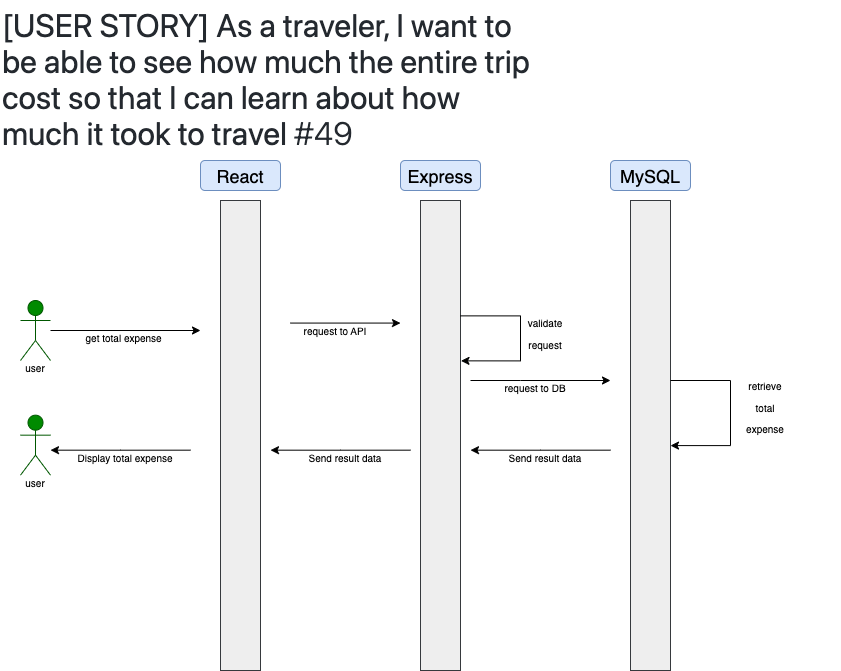 [USER STORY] As a traveler, I want to
be able to see how much the entire trip
cost so that I can learn about how
much it took to travel #49
React
Express
MySQL
get total expense
request to API
validate
request
user
request to DB
retrieve
total
expense
Display total expense
Send result data
Send result data
user